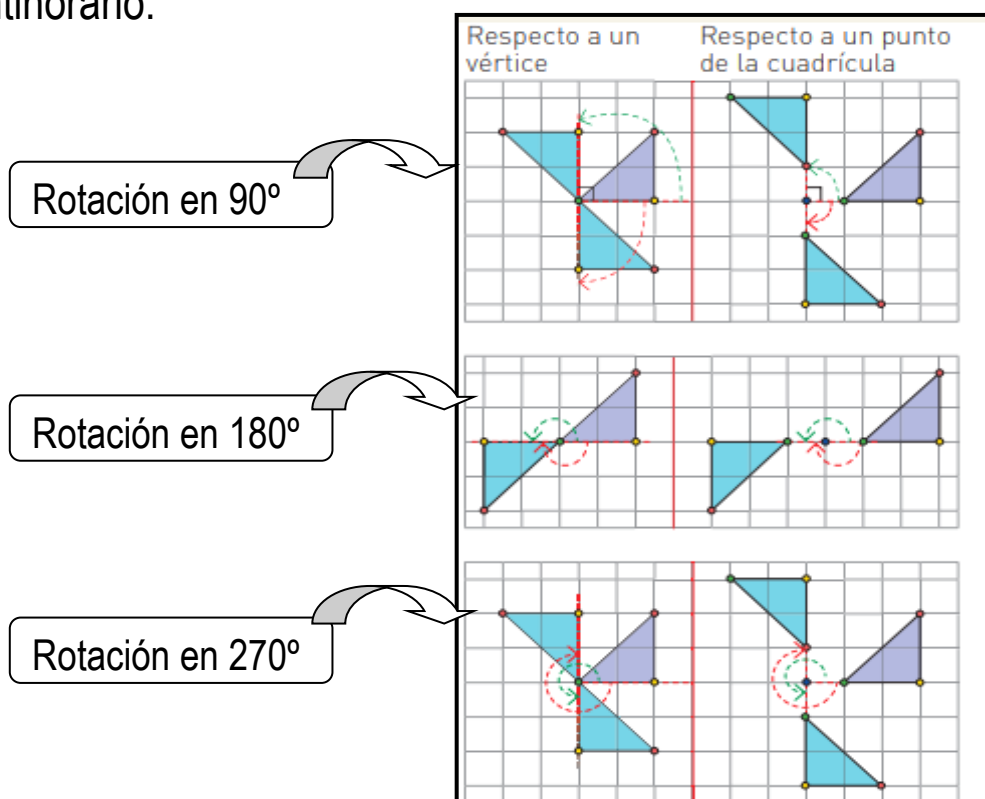 Respecto a un
vértice
Respecto a un punto
de la cuadrícula
Rotación en 90º
Rotación en 180º
Rotación en 270º